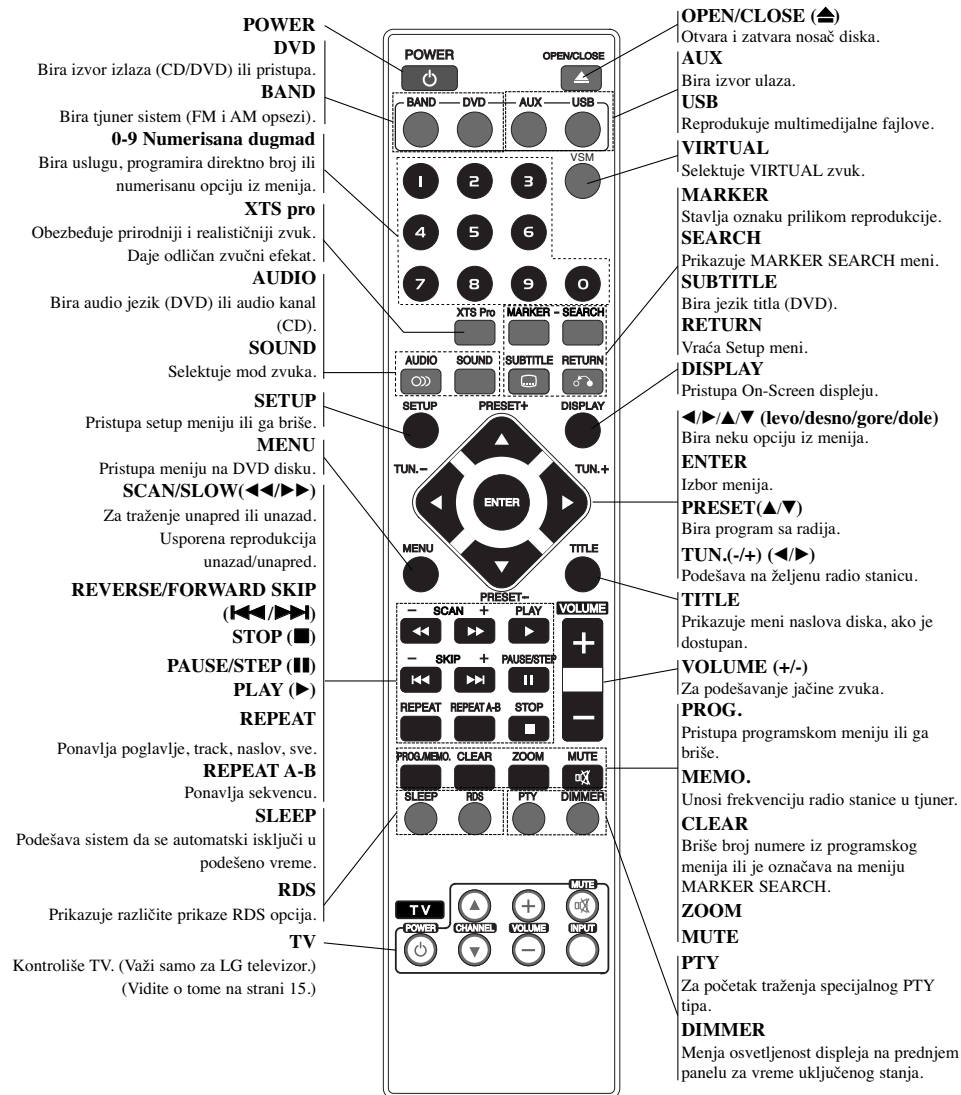 POWER
DVD
Bira izvor izlaza (CD/DVD) ili pristupa.
BAND
Bira tjuner sistem (FM i AM opsezi).
0-9 Numerisana dugmad
Bira uslugu, programira direktno broj ili
numerisanu opciju iz menija.
XTS pro
Obezbeđuje prirodniji i realističniji zvuk.
Daje odličan zvučni efekat.
AUDIO
Bira audio jezik (DVD) ili audio kanal
(CD).
SOUND
Selektuje mod zvuka.
SETUP
Pristupa setup meniju ili ga briše.
MENU
Pristupa meniju na DVD disku.
SCAN/SLOW(◄◄/►►)
Za traženje unapred ili unazad.
Usporena reprodukcija
unazad/unapred.
REVERSE/FORWARD SKIP
(I◄◄/►►I)
STOP (■)
PAUSE/STEP (II)
PLAY (►)
REPEAT
Ponavlja poglavlje, track, naslov, sve.
REPEAT A-B
Ponavlja sekvencu.
SLEEP
Podešava sistem da se automatski isključi u
podešeno vreme.
RDS
Prikazuje različite prikaze RDS opcija.
TV
Kontroliše TV. (Važi samo za LG televizor.)
(Vidite o tome na strani 15.)
POWER OPEN/CLOSE
BAND DVD AUX USB
VSM
1 2 3
4 5 6
7 8 9 0
XTS Pro MARKER - SEARCH
AUDIO SOUND SUBTITLE RETURN
SETUP PRESET+ DISPLAY
TUN.- TUN.+
ENTER
MENU TITLE
PRESET-
- SCAN + PLAY VOLUME
+
- SKIP + PAUSE/STEP
REPEAT REPEAT A-B STOP
-
PROG./MEMO. CLEAR ZOOM MUTE
SLEEP RDS PTY DIMMER
MUTE
TV
POWER CHANNEL VOLUME INPUT
OPEN/CLOSE (⏏)
Otvara i zatvara nosač diska.
AUX
Bira izvor ulaza.
USB
Reprodukuje multimedijalne fajlove.
VIRTUAL
Selektuje VIRTUAL zvuk.
MARKER
Stavlja oznaku prilikom reprodukcije.
SEARCH
Prikazuje MARKER SEARCH meni.
SUBTITLE
Bira jezik titla (DVD).
RETURN
Vraća Setup meni.
DISPLAY
Pristupa On-Screen displeju.
◄/►/▲/▼ (levo/desno/gore/dole)
Bira neku opciju iz menija.
ENTER
Izbor menija.
PRESET(▲/▼)
Bira program sa radija.
TUN.(-/+) (◄/►)
Podešava na željenu radio stanicu.
TITLE
Prikazuje meni naslova diska, ako je
dostupan.
VOLUME (+/-)
Za podešavanje jačine zvuka.
PROG.
Pristupa programskom meniju ili ga
briše.
MEMO.
Unosi frekvenciju radio stanice u tjuner.
CLEAR
Briše broj numere iz programskog
menija ili je označava na meniju
MARKER SEARCH.
ZOOM
MUTE
PTY
Za početak traženja specijalnog PTY
tipa.
DIMMER
Menja osvetljenost displeja na prednjem
panelu za vreme uključenog stanja.